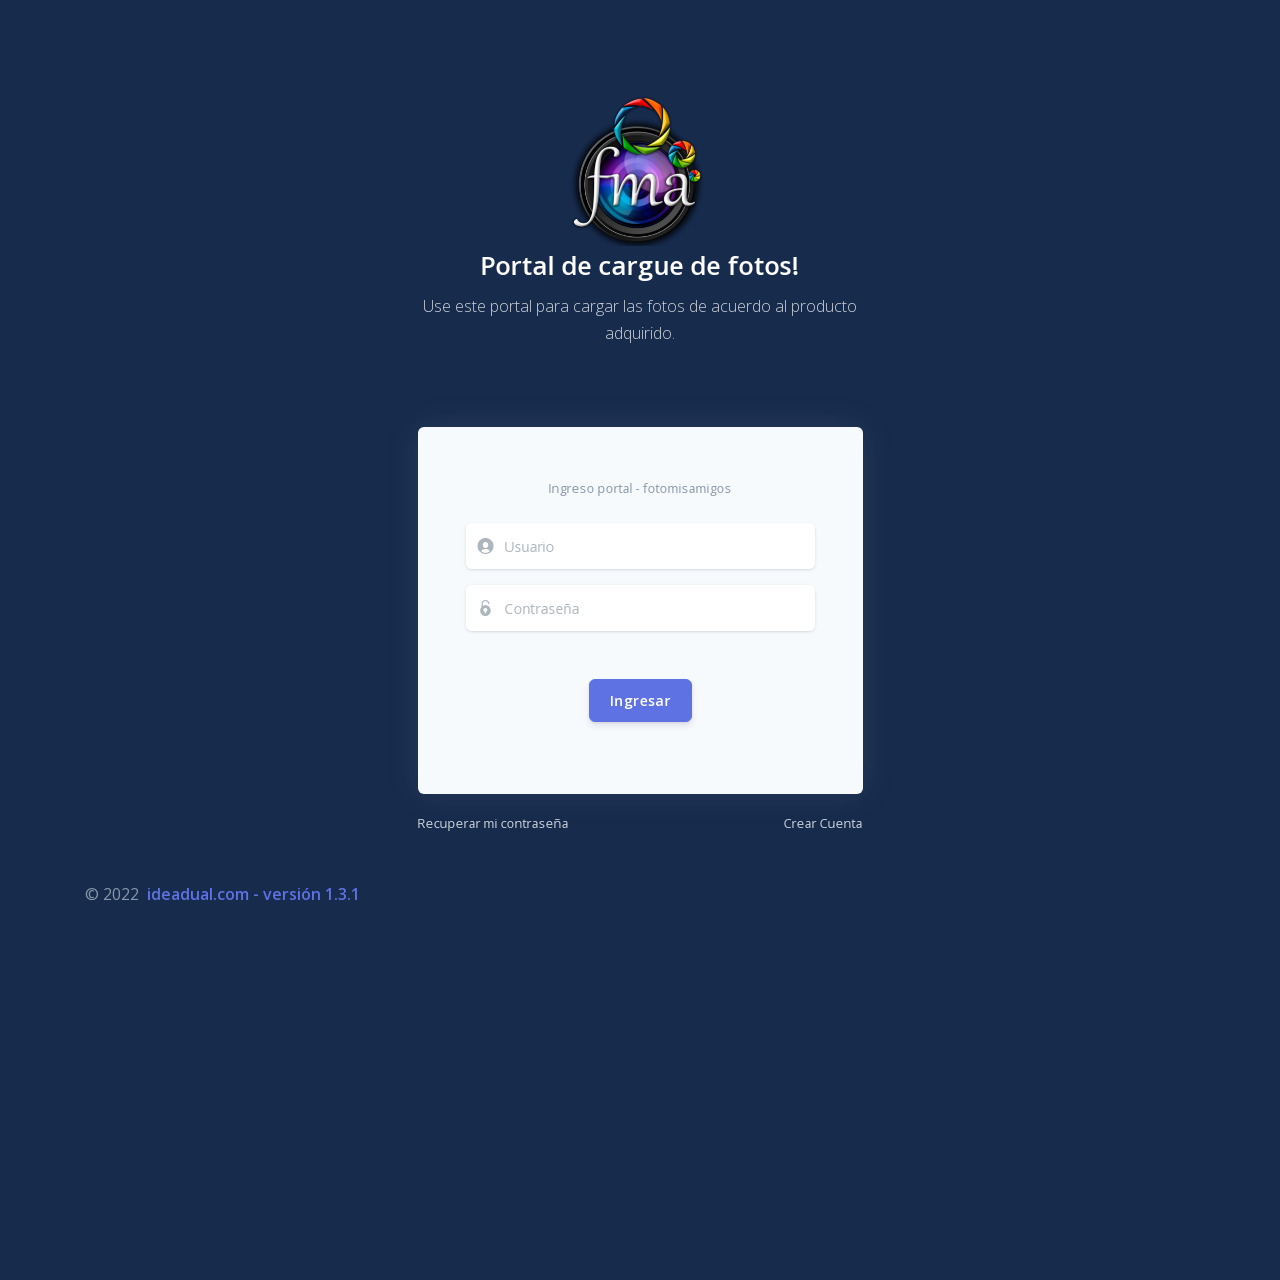 fma
Portal de cargue de fotos!
Use este portal para cargar las fotos de acuerdo al producto
adquirido.
Ingreso portal - fotomisamigos
Usuario
Contraseña
Ingresar
Recuperar mi contraseña
Crear Cuenta
© 2022 ideadual.com - versión 1.3.1